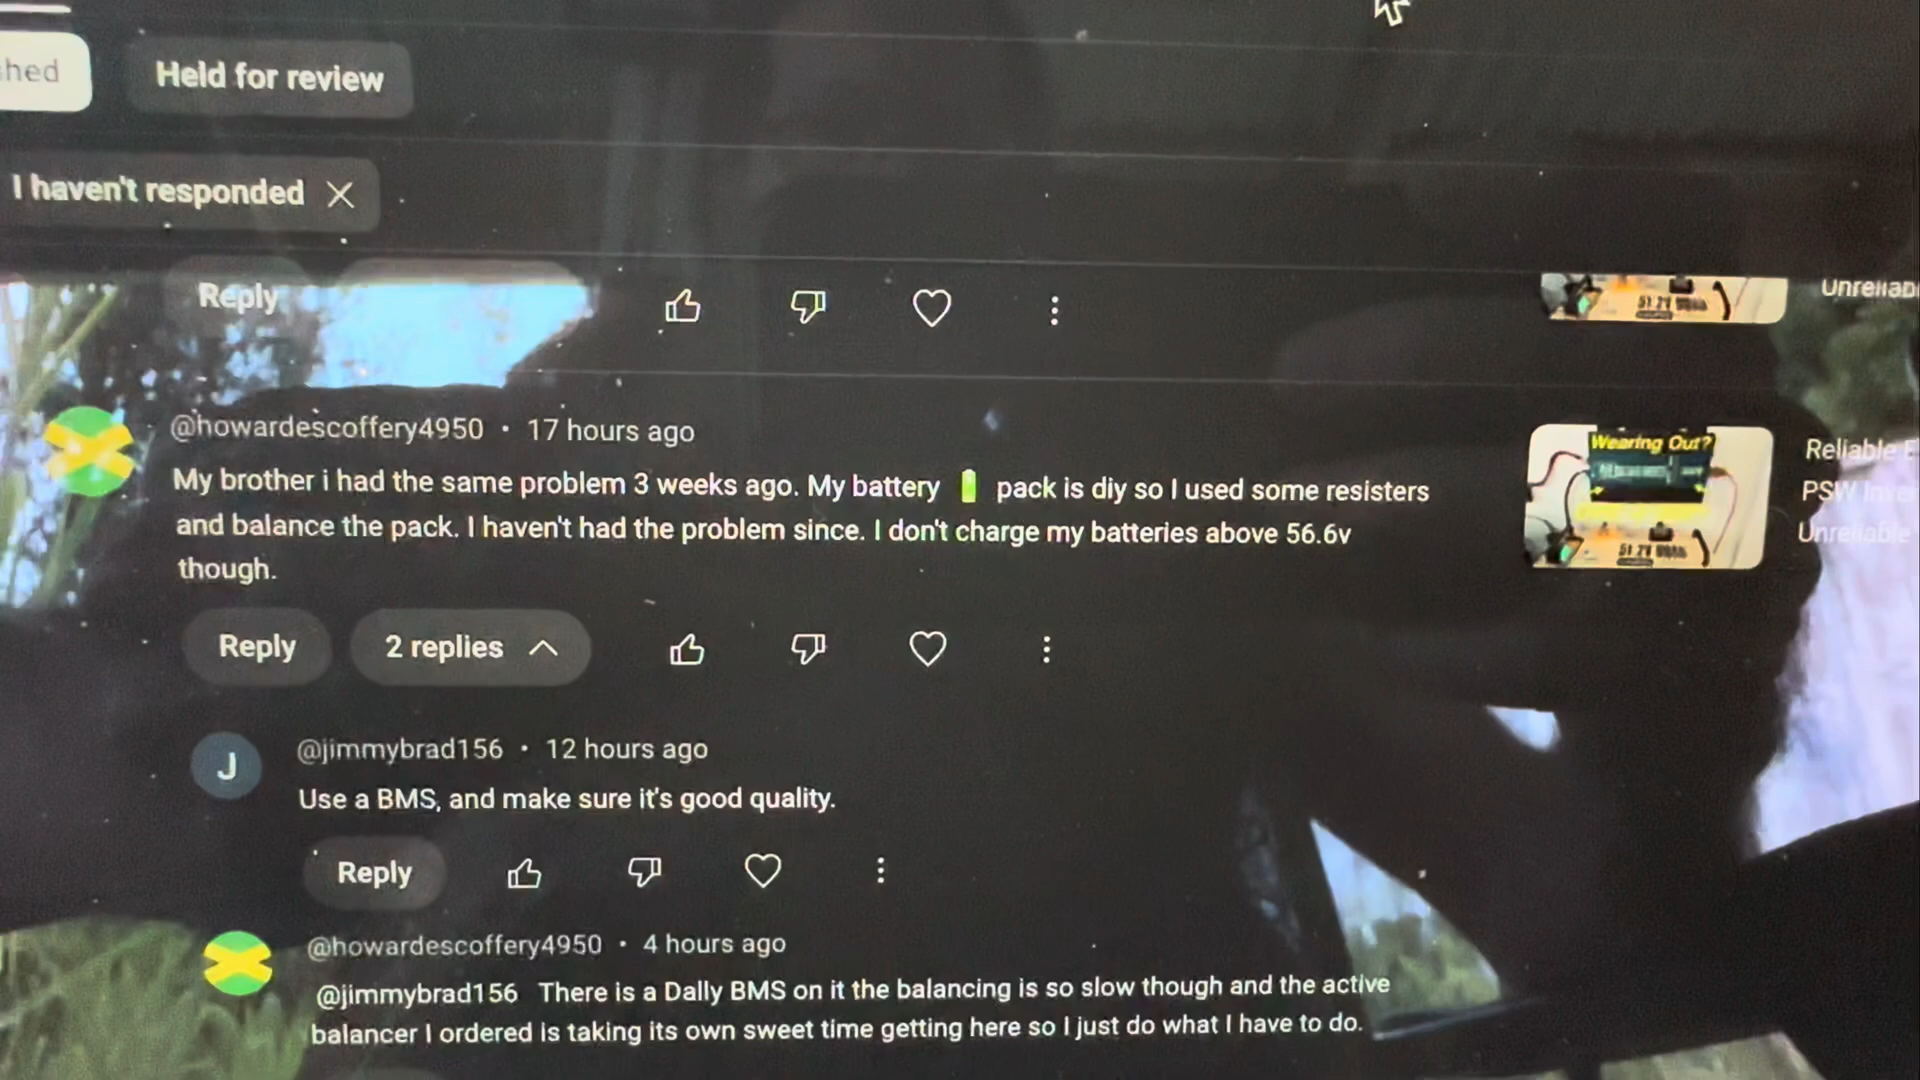 Held for review
I haven't responded
Reply
@howardescoffery4950 • 17 hours ago
My brother i had the same problem 3 weeks ago. My battery 🔋 pack is diy so I used some resisters
and balance the pack. I haven't had the problem since. I don't charge my batteries above 56.6v
though.
Wearing Out?
51.2V
Reliable
PSW
Unreliable
Reply
2 replies
J
@jimmybrad156 • 12 hours ago
Use a BMS, and make sure it's good quality.
Reply
@howardescoffery4950 • 4 hours ago
@jimmybrad156 There is a Dally BMS on it the balancing is so slow though and the active
balancer I ordered is taking its own sweet time getting here so I just do what I have to do.